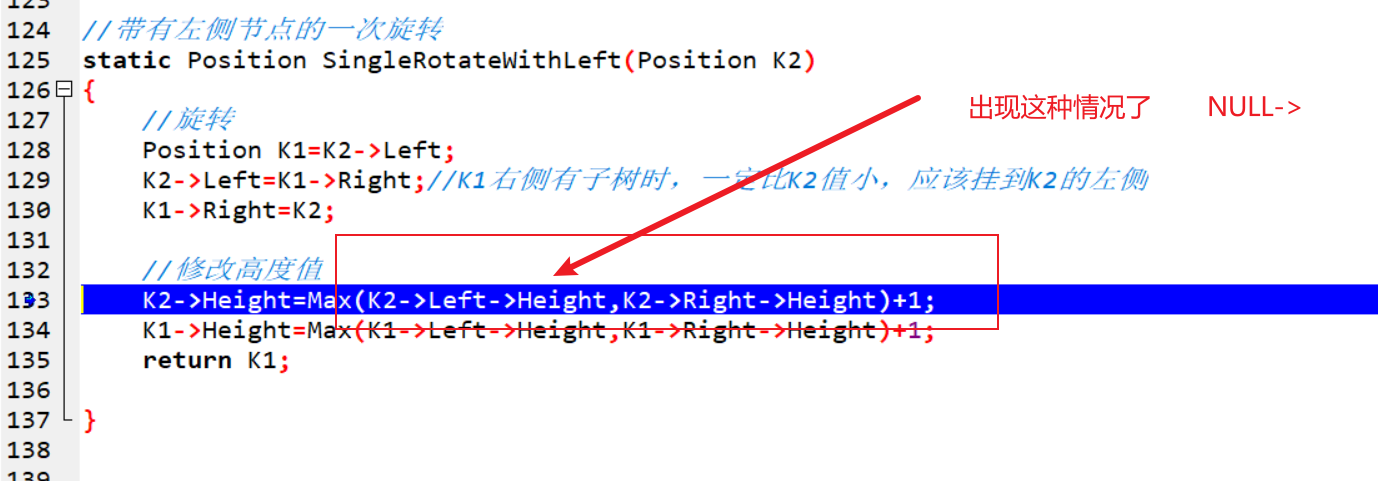 123
124 //带有左侧节点的一次旋转
125 static Position SingleRotateWithLeft(Position K2)
126 {
出现这种情况了 NULL->
127 //旋转
128 Position K1=K2->Left;
129 K2->Left=K1->Right;//K1右侧有子树时，一定比K2值小，应该挂到K2的左侧
130 K1->Right=K2;
131
132 //修改高度值
133 K2->Height=Max(K2->Left->Height,K2->Right->Height)+1;
134 K1->Height=Max(K1->Left->Height,K1->Right->Height)+1;
135 return K1;
136
137 }
138
139